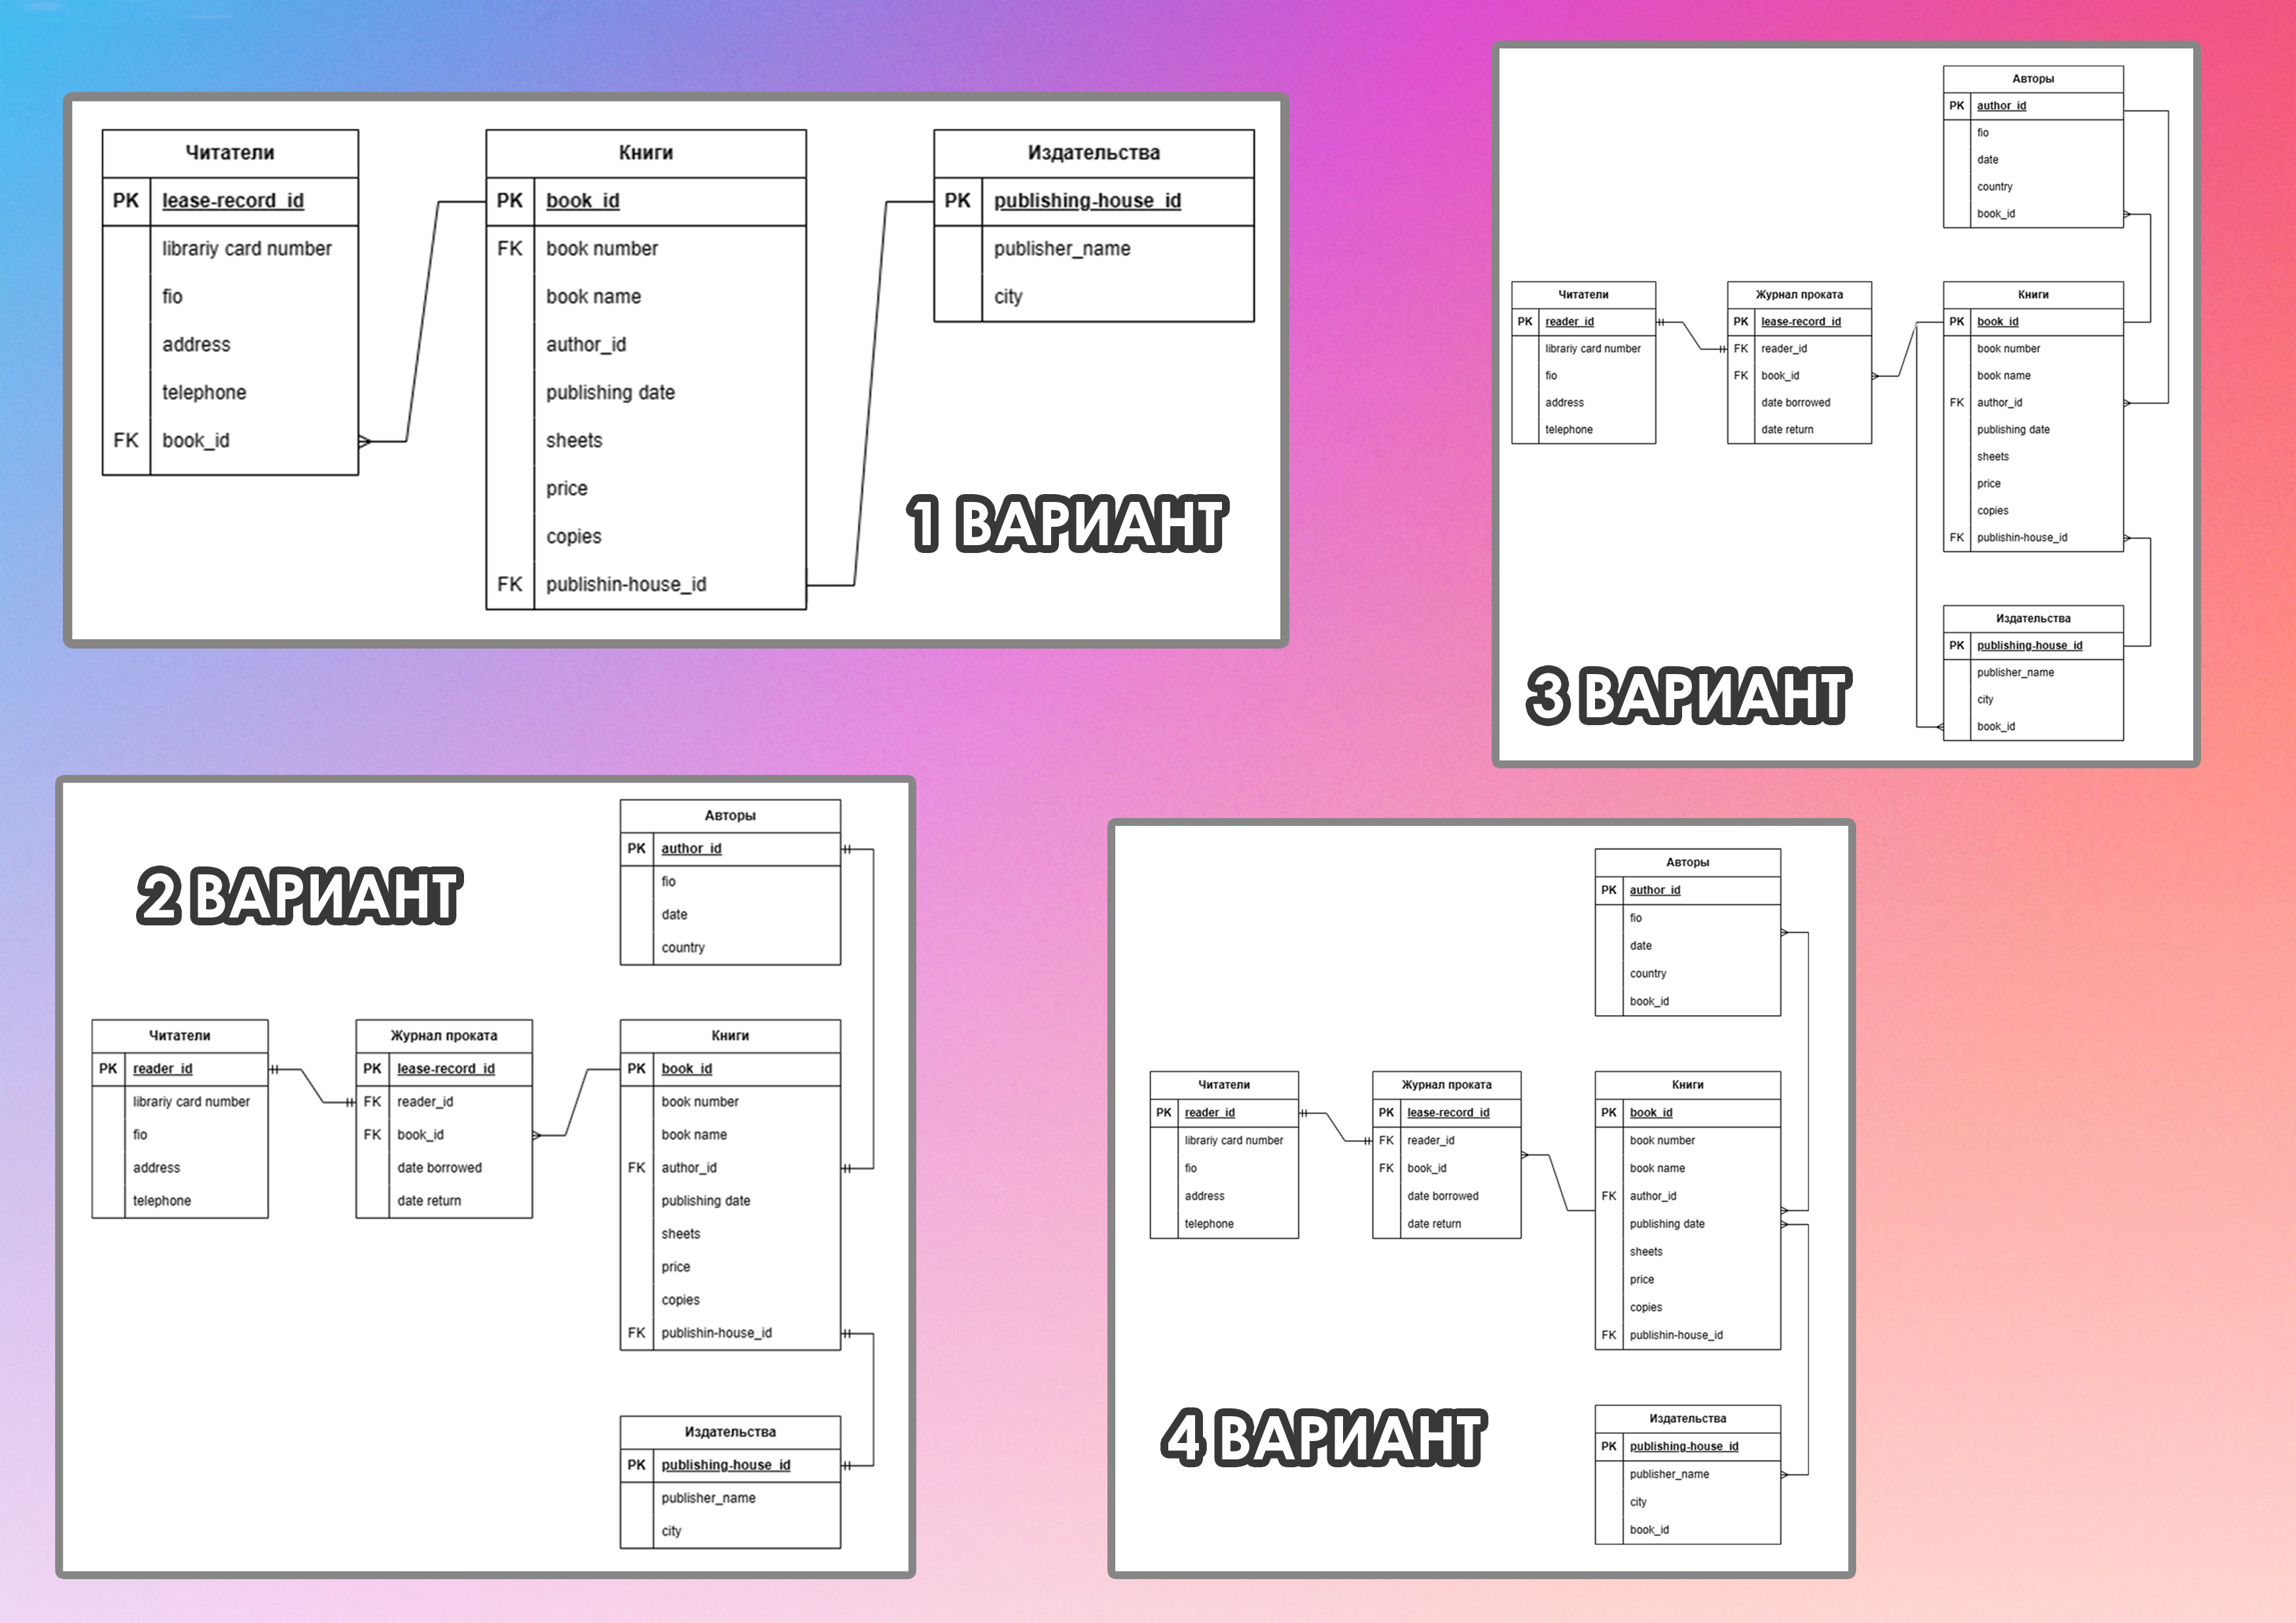 Читатели
PK lease-record_id
librariy card number
fio
address
telephone
FK book_id
Книги
PK book_id
FK book number
book name
author_id
publishing date
sheets
price
copies
FK publishin-house_id
Издательства
PK publishing-house_id
publisher_name
city
1 ВАРИАНТ
Авторы
PK author_id
fio
date
country
book_id
Читатели
PK reader_id
librariy card number
fio
address
telephone
Журнал проката
PK lease-record_id
FK reader_id
FK book_id
date borrowed
date return
Книги
PK book_id
book number
book name
FK author_id
publishing date
sheets
price
copies
FK publishin-house_id
Издательства
PK publishing-house_id
publisher_name
city
book_id
3 ВАРИАНТ
2 ВАРИАНТ
Авторы
PK author_id
fio
date
country
Читатели
PK reader_id
librariy card number
fio
address
telephone
Журнал проката
PK lease-record_id
FK reader_id
FK book_id
date borrowed
date return
Книги
PK book_id
book number
book name
FK author_id
publishing date
sheets
price
copies
FK publishin-house_id
Издательства
PK publishing-house_id
publisher_name
city
Авторы
PK author_id
fio
date
country
book_id
Читатели
PK reader_id
librariy card number
fio
address
telephone
Журнал проката
PK lease-record_id
FK reader_id
FK book_id
date borrowed
date return
Книги
PK book_id
book number
book name
FK author_id
publishing date
sheets
price
copies
FK publishin-house_id
Издательства
PK publishing-house_id
publisher_name
city
book_id
4 ВАРИАНТ